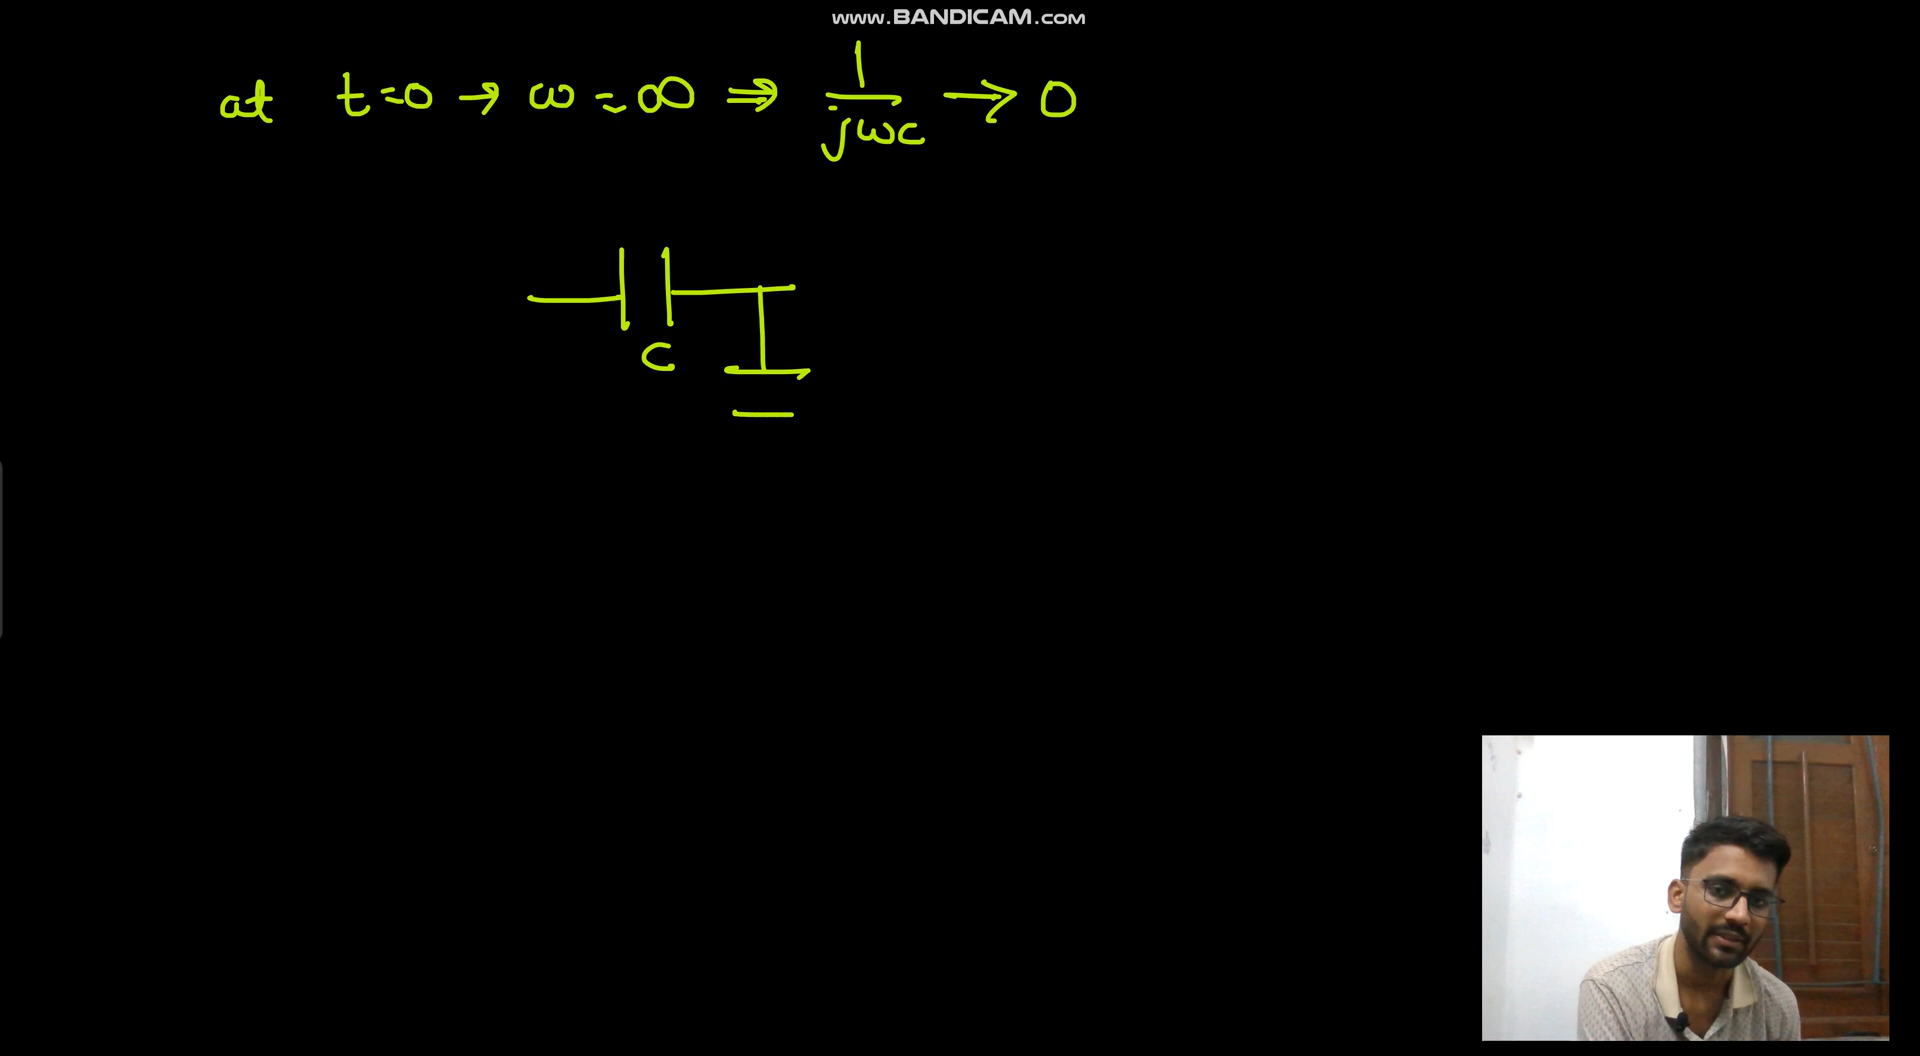 www.BANDICAM.com
at t=0 → ω=∞ ⇒ 1/jωc → 0
C